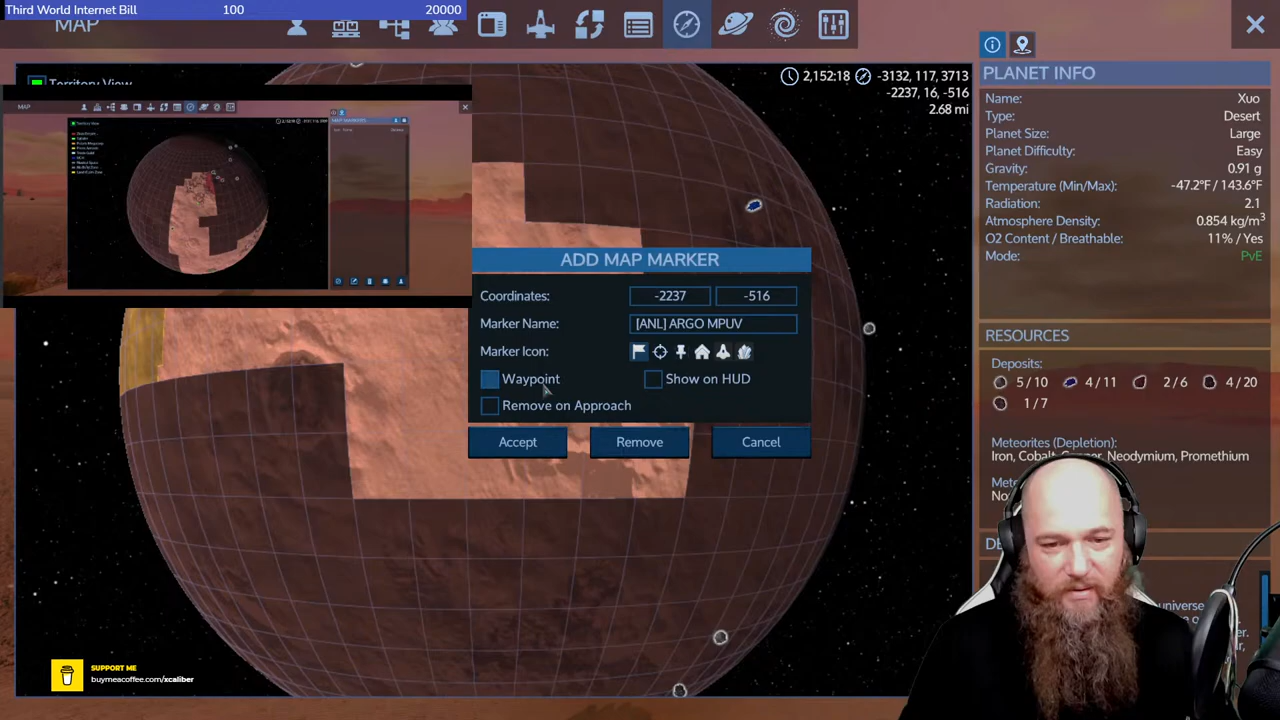 Third World Internet Bill 100 20000
MAP
Territory View
MAP
2,152:18 -3132, 117, 3713
-2237, 16, -516
2.68 mi
ADD MAP MARKER
Coordinates: -2237 -516
Marker Name: [ANL] ARGO MPUV
Marker Icon:
Waypoint Show on HUD
Remove on Approach
Accept Remove Cancel
PLANET INFO
Name: Xuo
Type: Desert
Planet Size: Large
Planet Difficulty: Easy
Gravity: 0.91 g
Temperature (Min/Max): -47.2°F / 143.6°F
Radiation: 2.1
Atmosphere Density: 0.854 kg/m³
O2 Content / Breathable: 11% / Yes
Mode: PvE
RESOURCES
Deposits:
5/10 4/11 2/6 4/20
1/7
Meteorites (Depletion):
Iron, Cobalt, Copper, Neodymium, Promethium
universe
SUPPORT ME
buymeacoffee.com/xcaliber